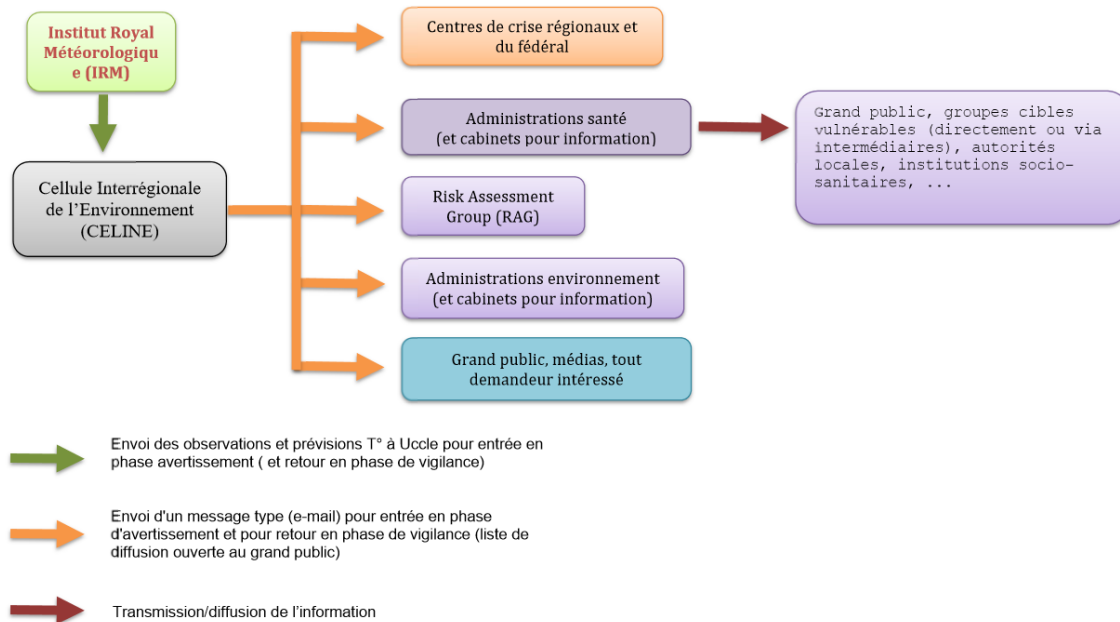 Institut Royal
Météorologiqu
e (IRM)
Centres de crise régionaux et
du fédéral
Administrations santé
(et cabinets pour information)
Grand public, groupes cibles
vulnérables (directement ou via
intermédiaires), autorités
locales, institutions socio-
sanitaires, ...
Cellule Interrégionale
de l’Environnement
(CELINE)
Risk Assessment
Group (RAG)
Administrations environnement
(et cabinets pour information)
Grand public, médias, tout
demandeur intéressé
Envoi des observations et prévisions T° à Uccle pour entrée en
phase avertissement ( et retour en phase de vigilance)
Envoi d'un message type (e-mail) pour entrée en phase
d'avertissement et pour retour en phase de vigilance (liste de
diffusion ouverte au grand public)
Transmission/diffusion de l’information